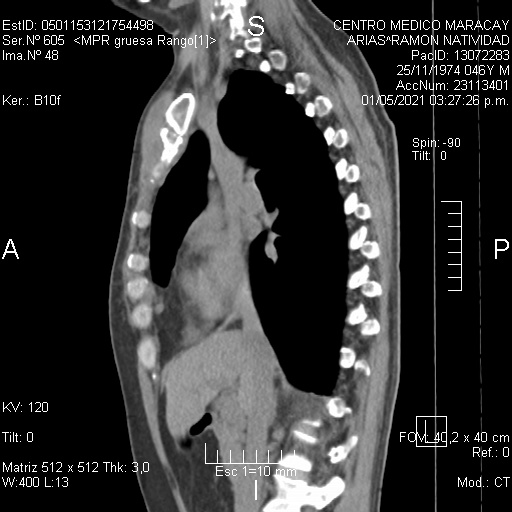 EstID: 0501153121754498
Ser.Nº 605 <MPR gruesa Rango[1]>
Ima.Nº 48
Ker.: B10f
S
CENTRO MEDICO MARACAY
ARIAS^RAMON NATIVIDAD
PacID: 13072283
25/11/1974 046Y M
AccNum: 23113401
01/05/2021 03:27:26 p.m.
Spin: -90
Tilt: 0
A
P
KV: 120
Tilt: 0
Matriz 512 x 512 Thk: 3,0
W:400 L:13
Esc 1=10 mm
I
FOM: 40,2 x 40 cm
Ref.: 0
Mod.: CT